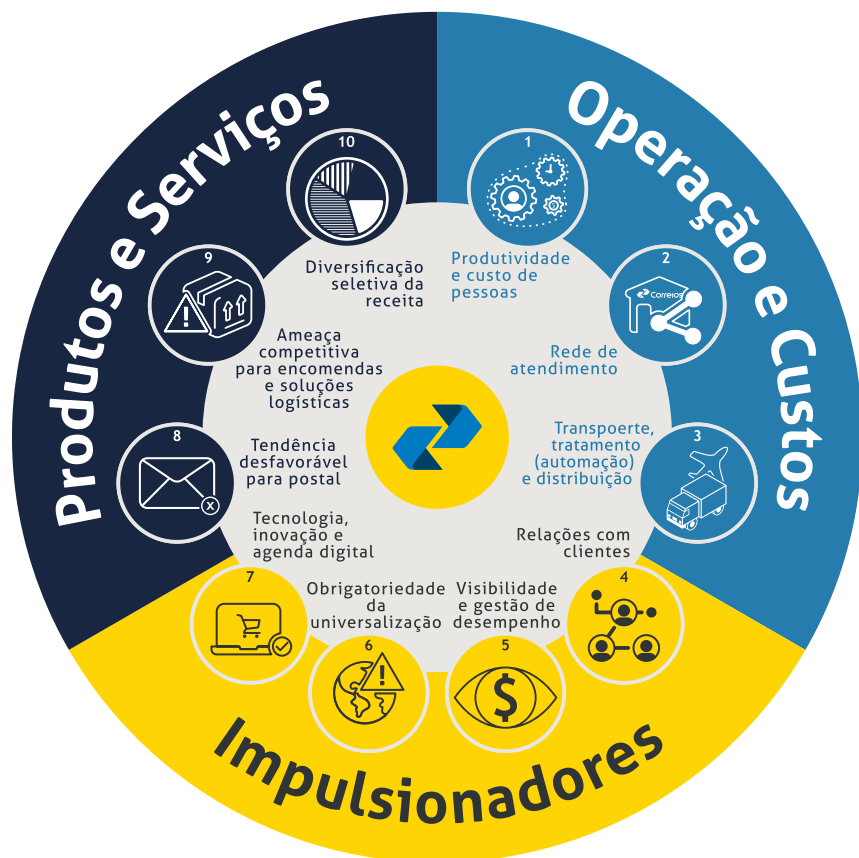 Produtos e Serviços
Operação e Custos
Impulsionadores
1
Produtividade
e custo de
pessoas
2
Correios
Rede de
atendimento
3
Transpoerte,
tratamento
(automação)
e distribuição
4
Relações com
clientes
5
$
Visibilidade
e gestão de
desempenho
6
!
Obrigatoriedade
da
universalização
7
Tecnologia,
inovação e
agenda digital
8
x
Tendência
desfavorável
para postal
9
!
Ameaça
competitiva
para encomendas
e soluções
logísticas
10
Diversificação
seletiva da
receita